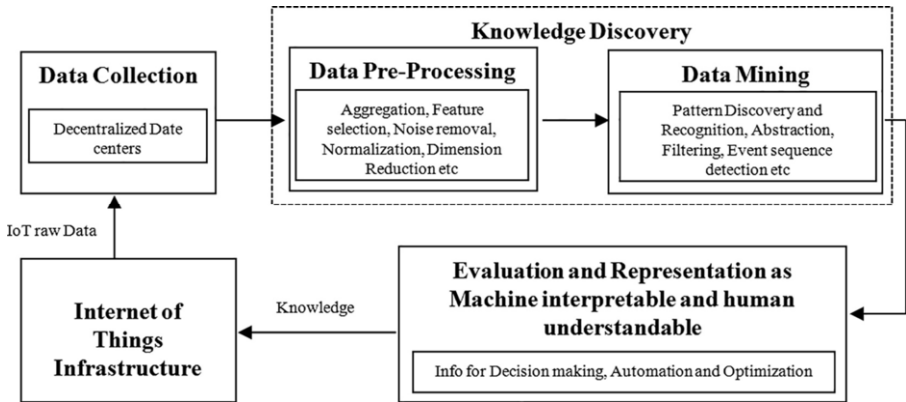 Knowledge Discovery
Data Collection
Decentralized Date
centers
Data Pre-Processing
Aggregation, Feature
selection, Noise removal,
Normalization, Dimension
Reduction etc
Data Mining
Pattern Discovery and
Recognition, Abstraction,
Filtering, Event sequence
detection etc
IoT raw Data
Internet of
Things
Infrastructure
Knowledge
Evaluation and Representation as
Machine interpretable and human
understandable
Info for Decision making, Automation and Optimization